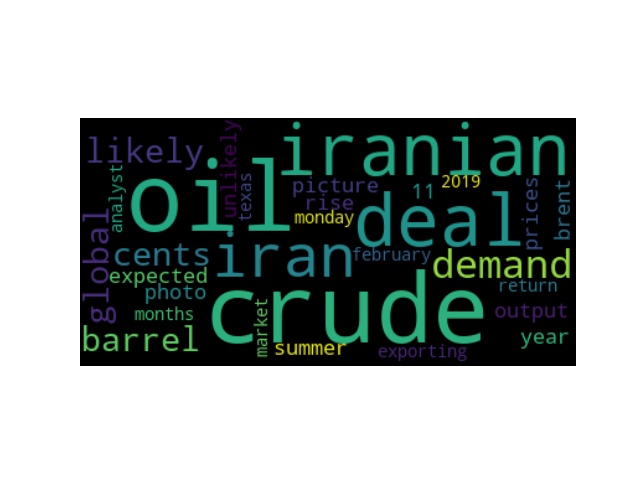 iranian
likely
unlikely
oil
texas
analyst
picture
11
2019
rise
monday
deal
prices
brent
global
cents
iran
february
demand
expected
photo
return
months
crude
market
output
barrel
summer
exporting
year